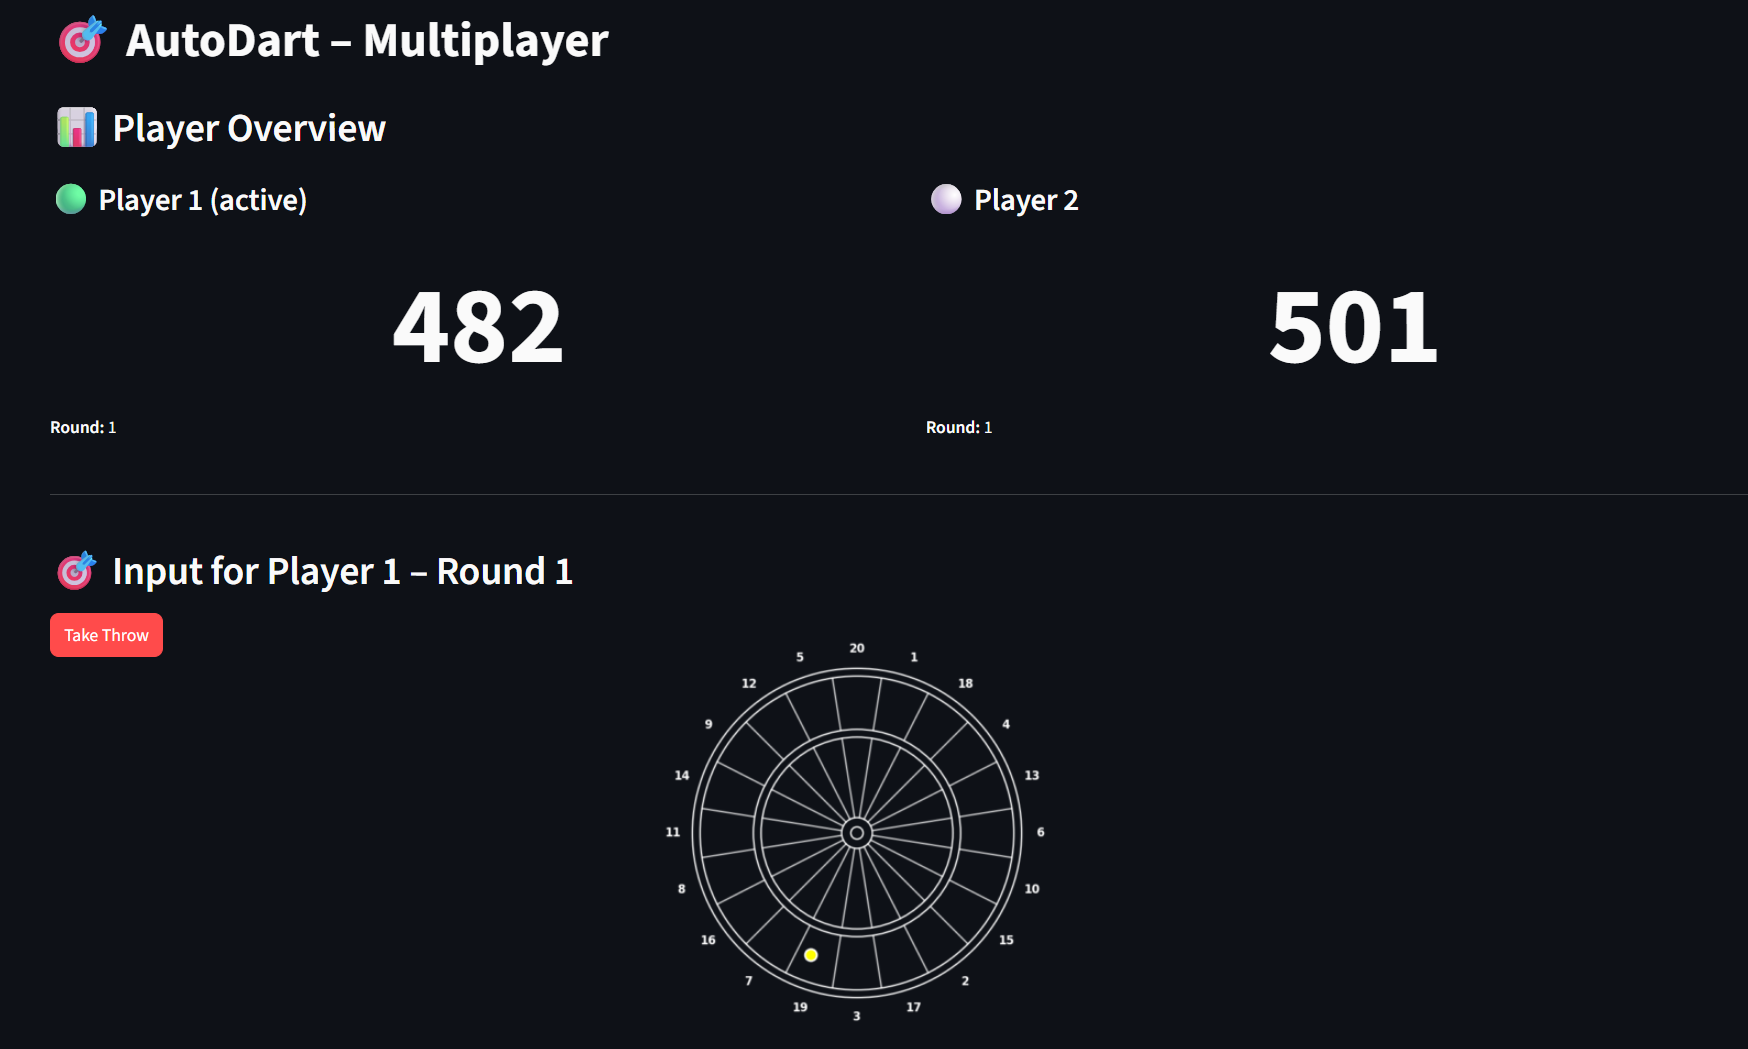 AutoDart – Multiplayer
Player Overview
Player 1 (active)
Player 2
482
501
Round: 1
Round: 1
Input for Player 1 – Round 1
Take Throw
20
5
1
12
18
9
4
14
13
11
6
8
10
16
15
7
2
19
17
3